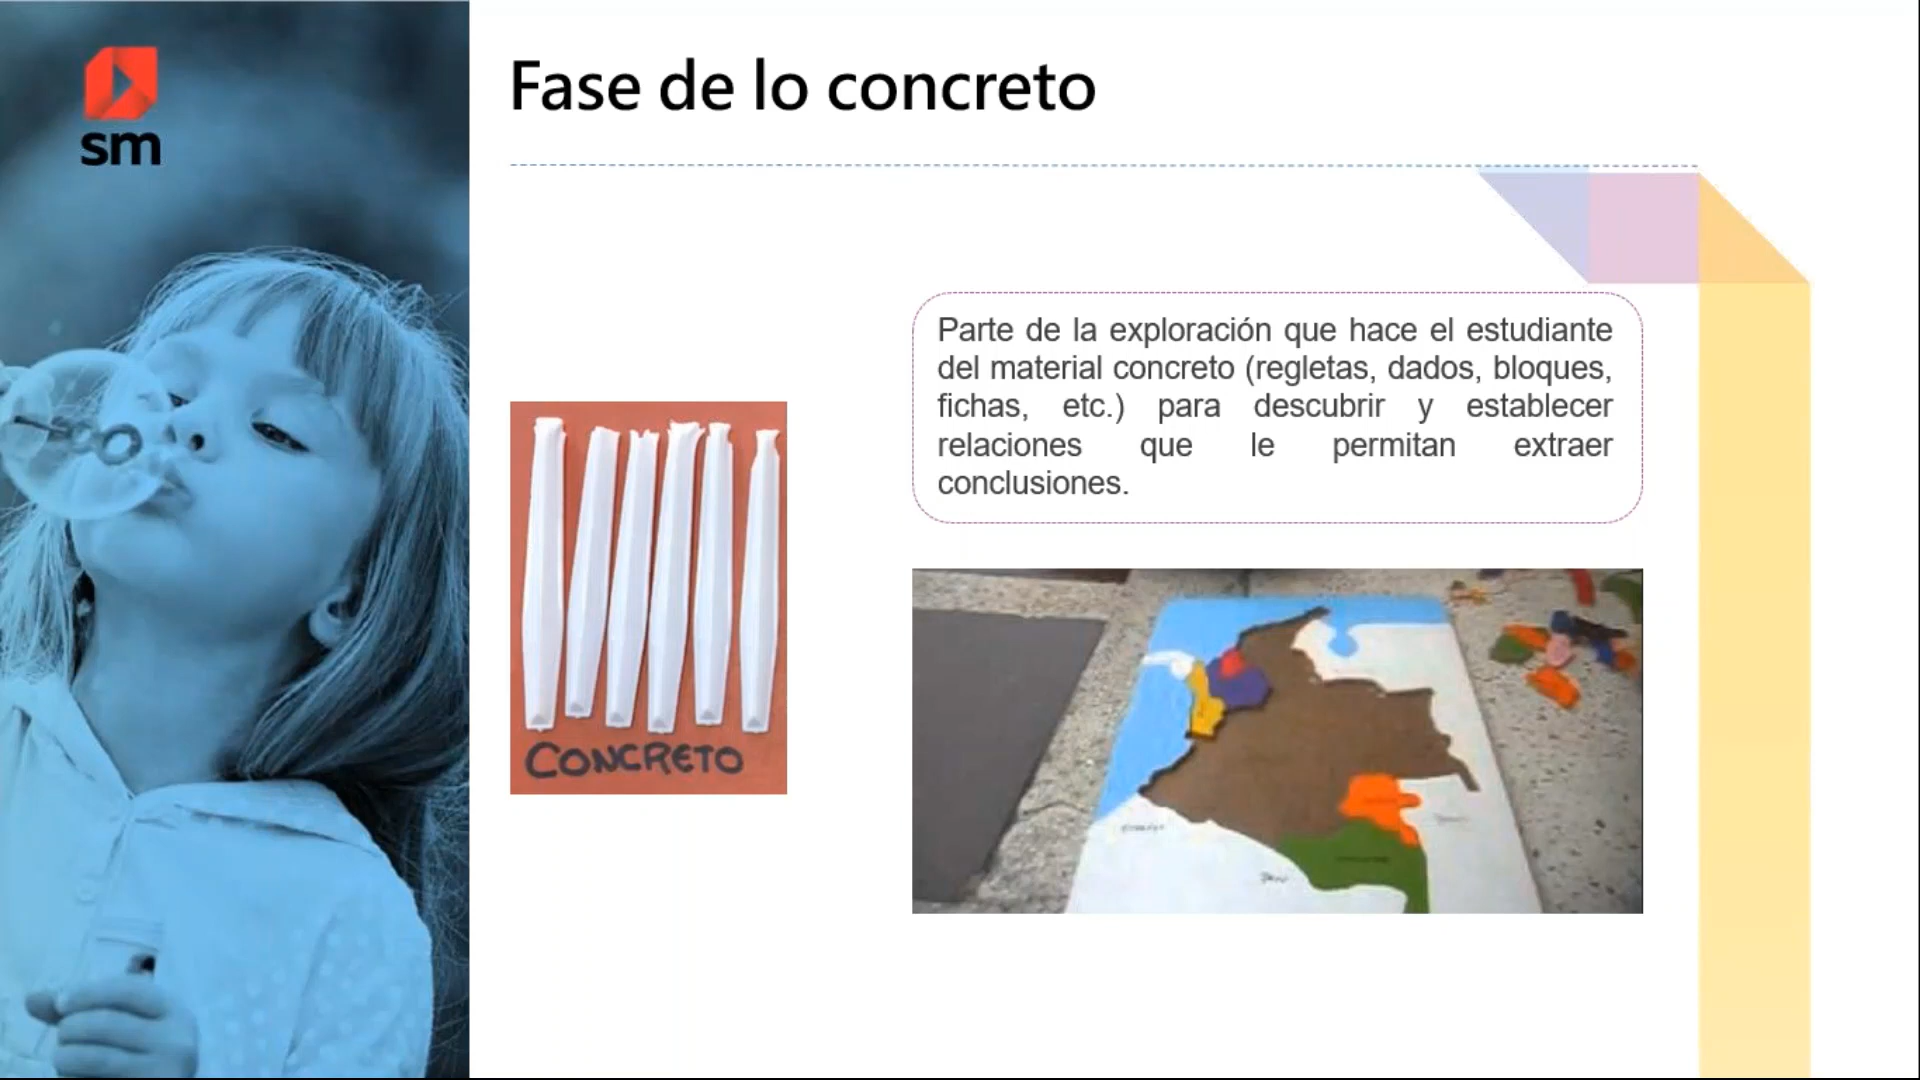 sm
Fase de lo concreto
Parte de la exploración que hace el estudiante
del material concreto (regletas, dados, bloques,
fichas, etc.) para descubrir y establecer
relaciones que le permitan extraer
conclusiones.
CONCRETO